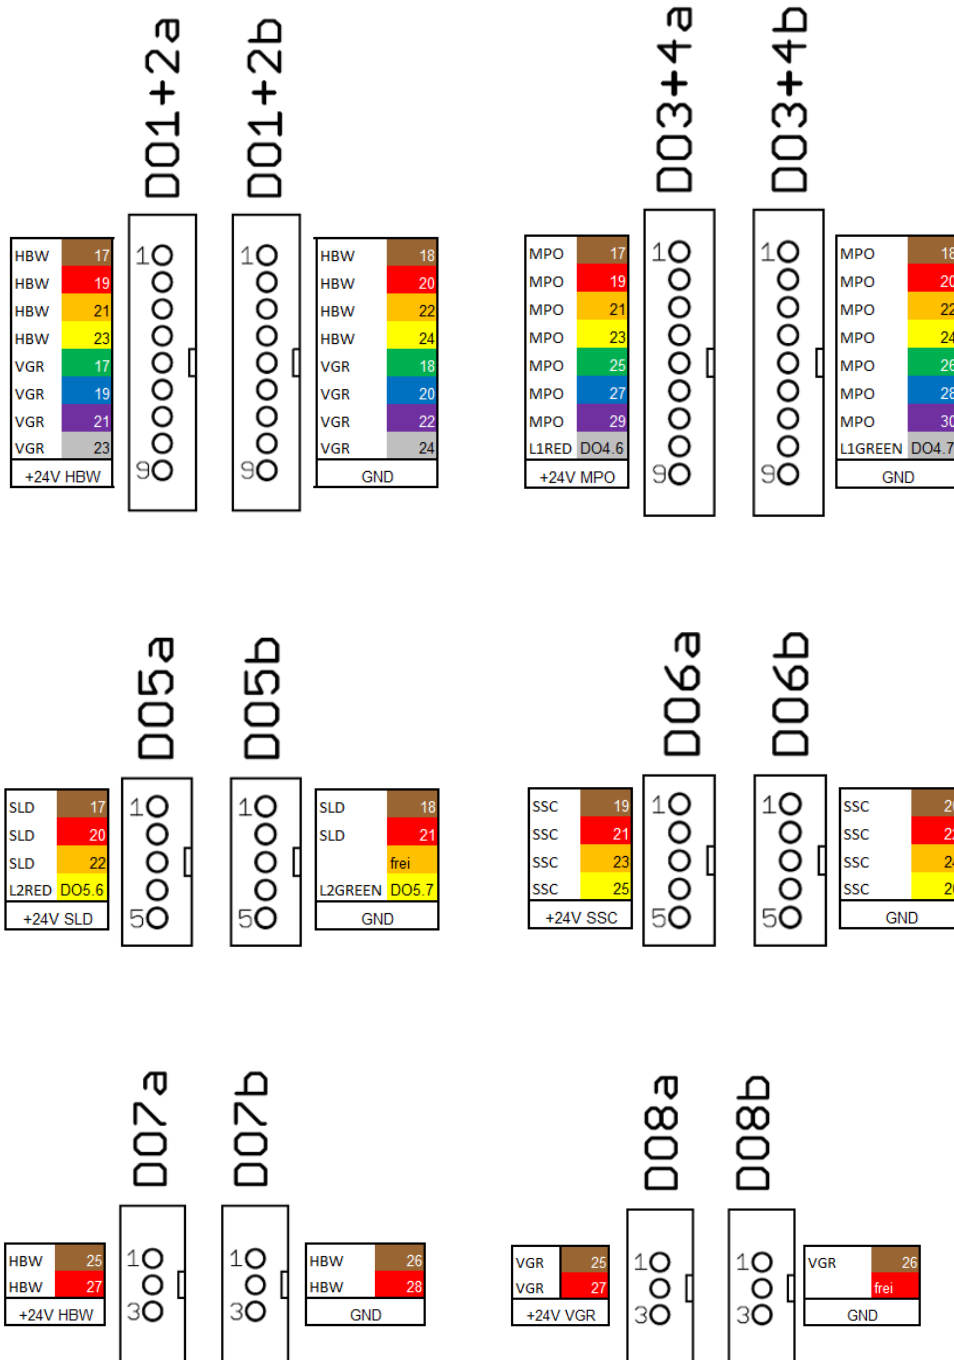 DO1+2a DO1+2b DO3+4a DO3+4b
HBW 17 1 1 HBW 18 MPO 17 1 1 MPO 18
HBW 19 HBW 20 MPO 19 MPO 20
HBW 21 HBW 22 MPO 21 MPO 22
HBW 23 HBW 24 MPO 23 MPO 24
VGR 17 VGR 18 MPO 25 MPO 26
VGR 19 VGR 20 MPO 27 MPO 28
VGR 21 VGR 22 MPO 29 MPO 30
VGR 23 VGR 24 L1RED DO4.6 L1GREEN DO4.7
+24V HBW 9 9 GND +24V MPO 9 9 GND
DO5a DO5b DO6a DO6b
SLD 17 1 1 SLD 18 SSC 19 1 1 SSC
SLD 20 SLD 21 SSC 21 SSC
SLD 22 frei SSC 23 SSC
L2RED DO5.6 L2GREEN DO5.7 SSC 25 SSC
+24V SLD 5 5 GND +24V SSC 5 5 GND
DO7a DO7b DO8a DO8b
HBW 25 1 1 HBW 26 VGR 25 1 1 VGR 26
HBW 27 HBW 28 VGR 27 frei
+24V HBW 3 3 GND +24V VGR 3 3 GND